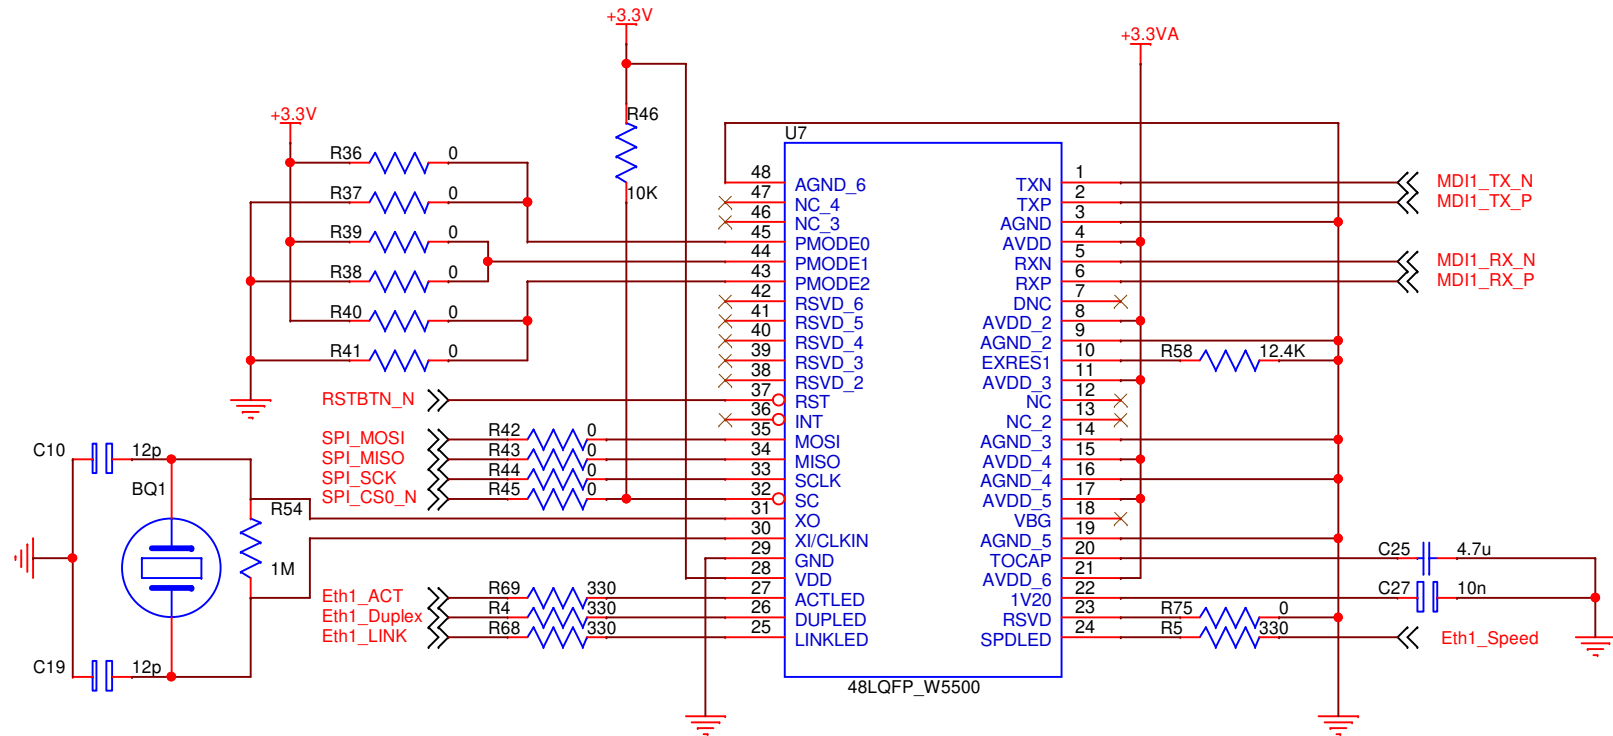 +3.3V
+3.3VA
+3.3V
R46
10K
R36 0
R37 0
R39 0
R38 0
R40 0
R41 0
RSTBTN_N
SPI_MOSI R42 0
SPI_MISO R43 0
SPI_SCK R44 0
SPI_CS0_N R45 0
C10 12p
BQ1
R54
1M
C19 12p
Eth1_ACT R69 330
Eth1_Duplex R4 330
Eth1_LINK R68 330
U7
48 AGND_6 TXN 1 MDI1_TX_N
47 NC_4 TXP 2 MDI1_TX_P
46 NC_3 AGND 3
45 PMODE0 AVDD 4
44 PMODE1 RXN 5 MDI1_RX_N
43 PMODE2 RXP 6 MDI1_RX_P
42 RSVD_6 DNC 7
41 RSVD_5 AVDD_2 8
40 RSVD_4 AGND_2 9
39 RSVD_3 EXRES1 10 R58 12.4K
38 RSVD_2 AVDD_3 11
37 RST NC 12
36 INT NC_2 13
35 MOSI AGND_3 14
34 MISO AVDD_4 15
33 SCLK AGND_4 16
32 SC AVDD_5 17
31 XO VBG 18
30 XI/CLKIN AGND_5 19
29 GND TOCAP 20 C25 4.7u
28 VDD AVDD_6 21
27 ACTLED 1V20 22 C27 10n
26 DUPLED RSVD 23 R75 0
25 LINKLED SPDLED 24 R5 330 Eth1_Speed
48LQFP_W5500